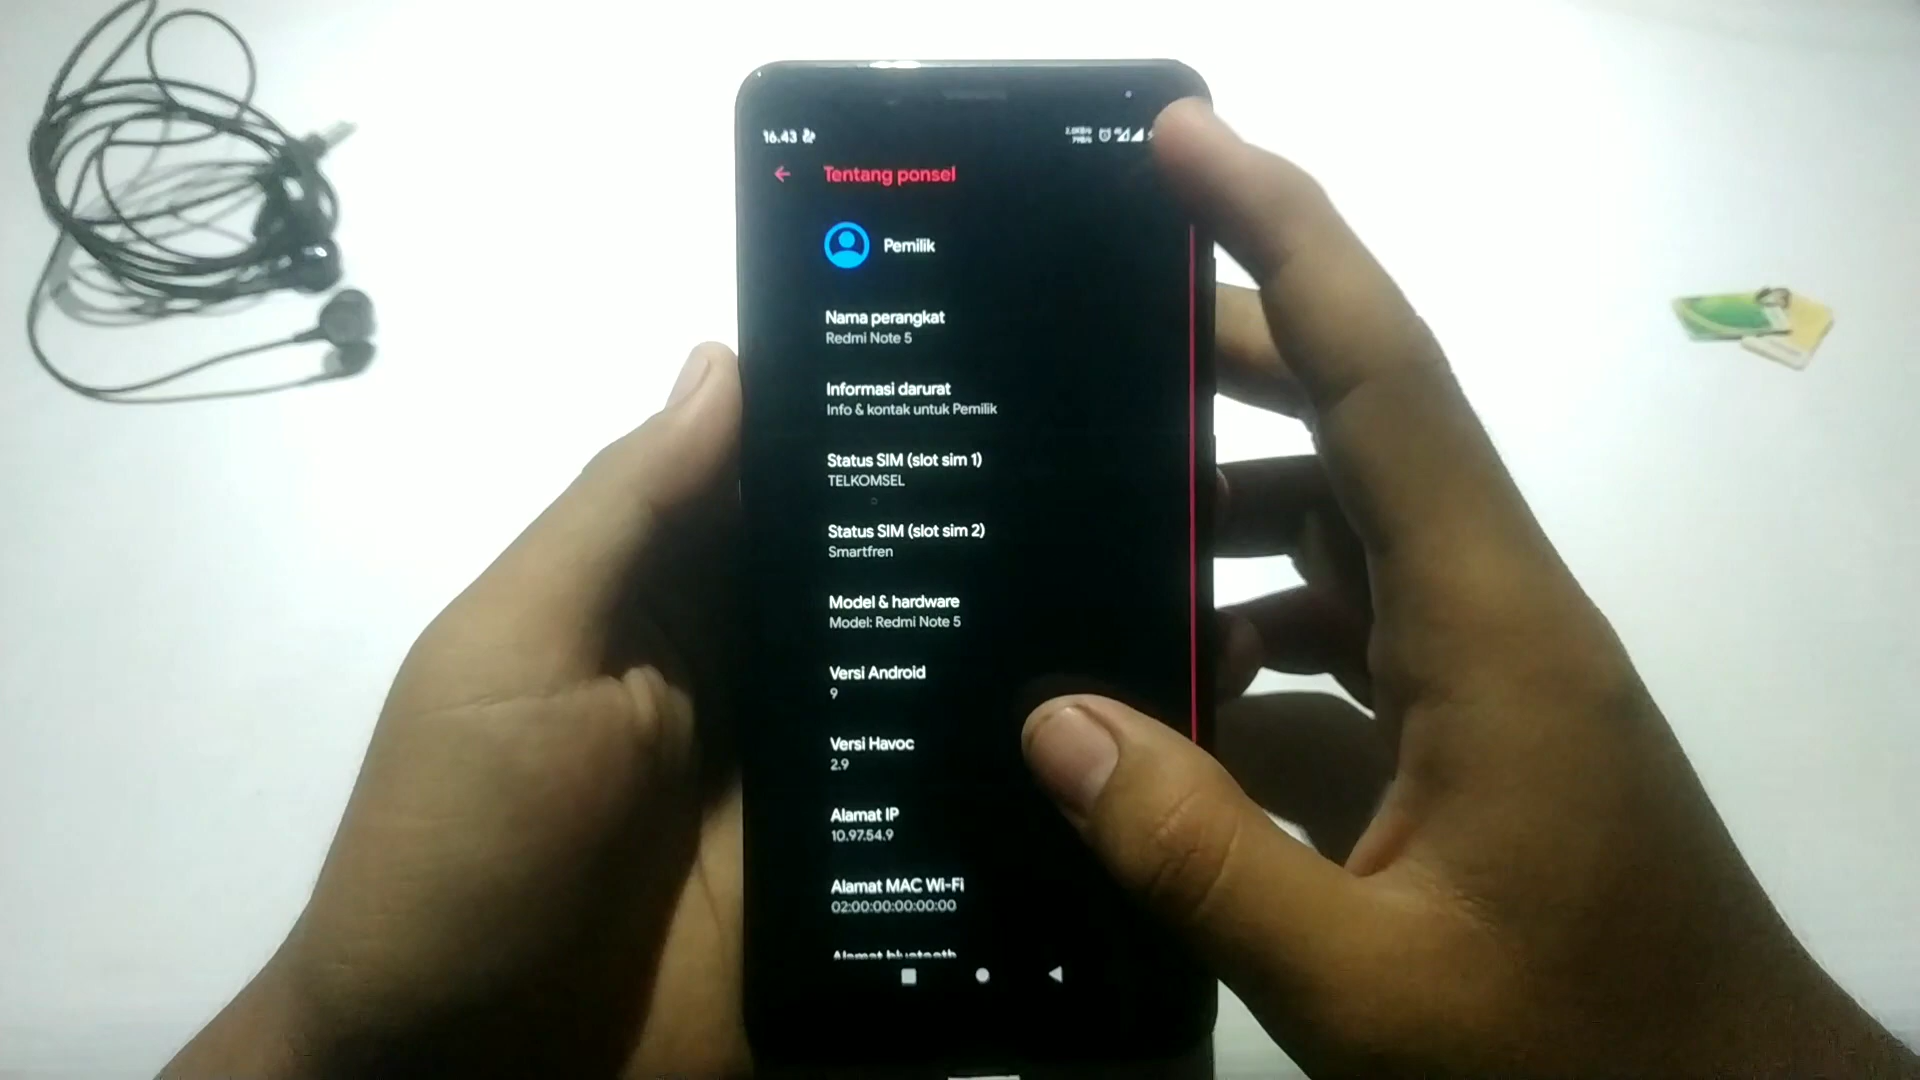 16.43
Tentang ponsel
Pemilik
Nama perangkat
Redmi Note 5
Informasi darurat
Info & kontak untuk Pemilik
Status SIM (slot sim 1)
TELKOMSEL
Status SIM (slot sim 2)
Smartfren
Model & hardware
Model: Redmi Note 5
Versi Android
9
Versi Havoc
2.9
Alamat IP
10.97.54.9
Alamat MAC Wi-Fi
02:00:00:00:00:00
Alamat bluetooth